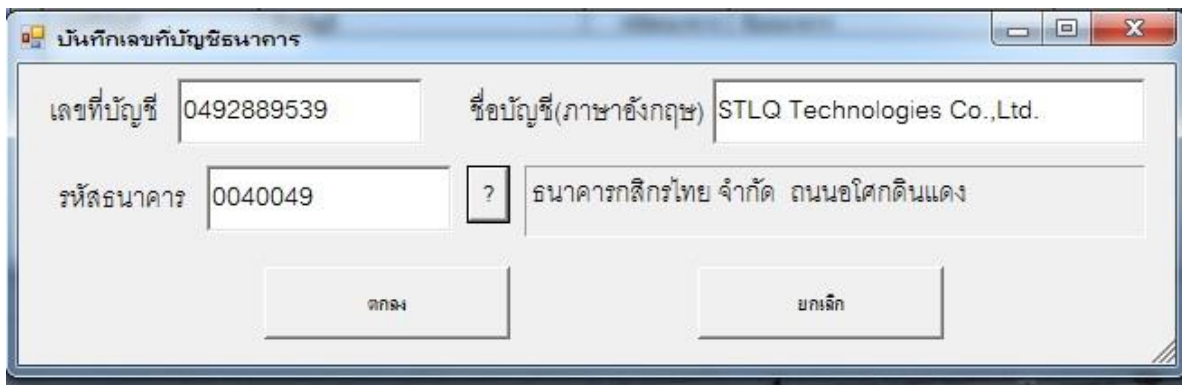 บันทึกเลขที่บัญชีธนาคาร
เลขที่บัญชี 0492889539 ชื่อบัญชี(ภาษาอังกฤษ) STLQ Technologies Co.,Ltd.
รหัสธนาคาร 0040049 ? ธนาคารกสิกรไทย จำกัด ถนนอโศกดินแดง
ตกลง ยกเลิก